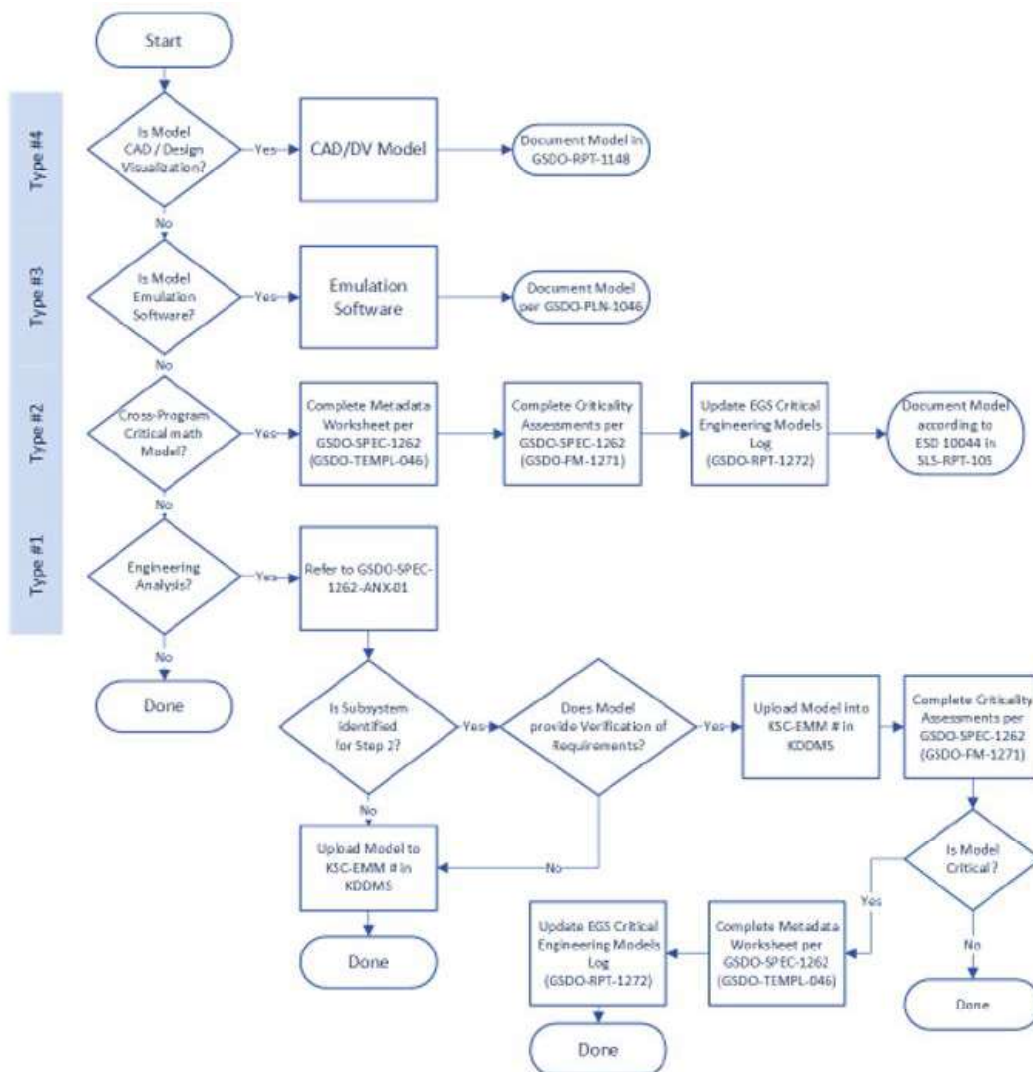 Start
Type #4
Is Model
CAD / Design
Visualization?
Yes
CAD/DV Model
Document Model in
GSDO-RPT-1148
No
Type #3
Is Model
Emulation
Software?
Yes
Emulation
Software
Document Model
per GSDO-PLN-1046
No
Type #2
Cross-Program
Critical math
Model?
Yes
Complete Metadata
Worksheet per
GSDO-SPEC-1262
(GSDO-TEMPL-046)
Complete Criticality
Assessments per
GSDO-SPEC-1262
(GSDO-FM-1271)
Update EGS Critical
Engineering Models
Log
(GSDO-RPT-1272)
Document Model
according to
ESD 10044 in
SLS-RPT-105
No
Type #1
Engineering
Analysis?
Yes
Refer to GSDO-SPEC-
1262-ANX-01
No
Done
Is Subsystem
Identified
for Step 2?
Yes
Does Model
provide Verification of
Requirements?
Yes
Upload Model into
KSC-EMM # in
KDDMS
Complete Criticality
Assessments per
GSDO-SPEC-1262
(GSDO-FM-1271)
No
Upload Model to
KSC-EMM # in
KDDMS
No
Is Model
Critical?
Yes
Update EGS Critical
Engineering Models
Log
(GSDO-RPT-1272)
Complete Metadata
Worksheet per
GSDO-SPEC-1262
(GSDO-TEMPL-046)
No
Done
Done
Done